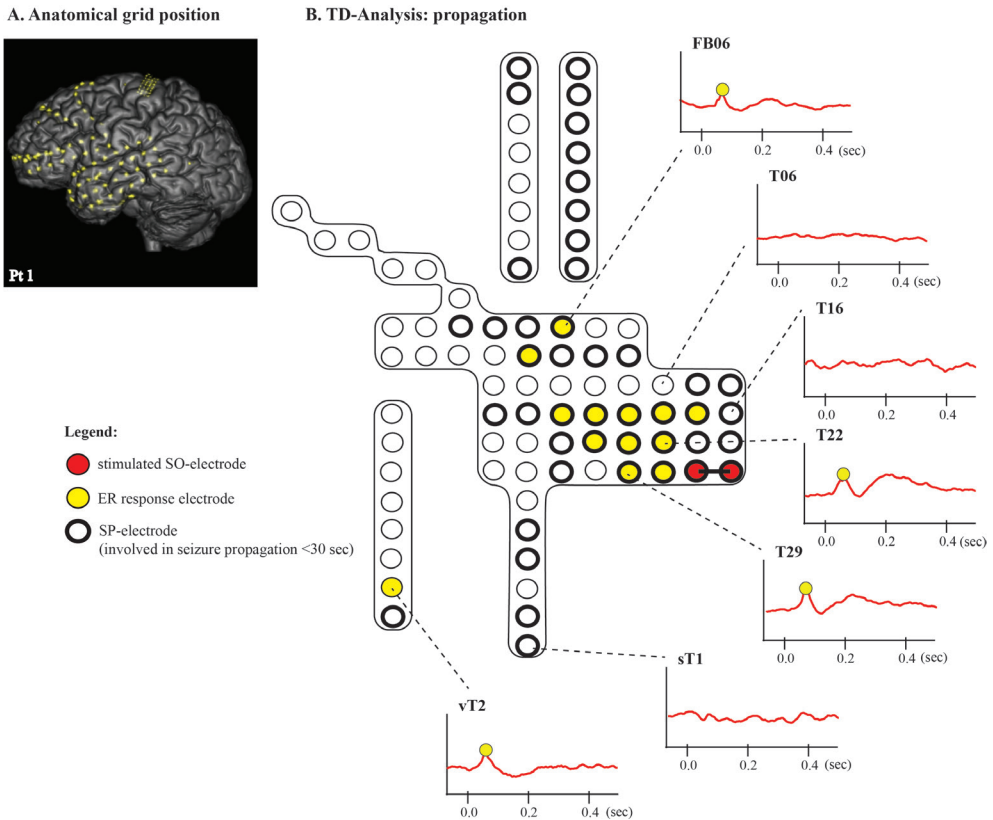 A. Anatomical grid position
B. TD-Analysis: propagation
Pt 1
FB06
0.0 0.2 0.4 (sec)
T06
0.0 0.2 0.4 (sec)
T16
0.0 0.2 0.4 (sec)
T22
0.0 0.2 0.4 (sec)
T29
0.0 0.2 0.4 (sec)
sT1
0.0 0.2 0.4 (sec)
vT2
0.0 0.2 0.4 (sec)
Legend:
stimulated SO-electrode
ER response electrode
SP-electrode
(involved in seizure propagation <30 sec)